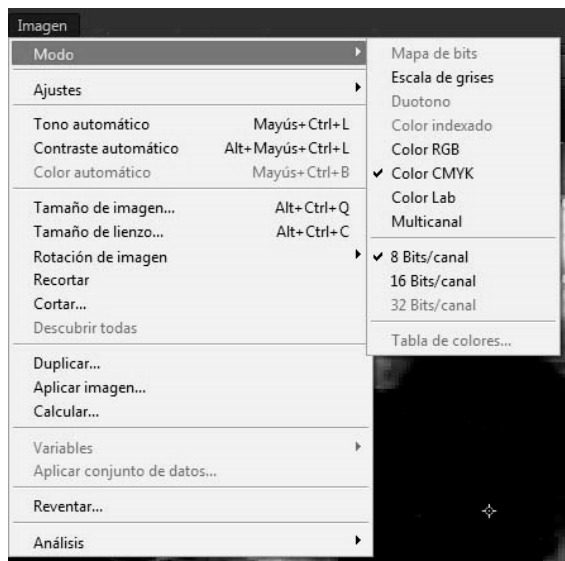 Imagen
Modo
Ajustes
Tono automático Mayús+Ctrl+L
Contraste automático Alt+Mayús+Ctrl+L
Color automático Mayús+Ctrl+B
Tamaño de imagen... Alt+Ctrl+Q
Tamaño de lienzo... Alt+Ctrl+C
Rotación de imagen
Recortar
Cortar...
Descubrir todas
Duplicar...
Aplicar imagen...
Calcular...
Variables
Aplicar conjunto de datos...
Reventar...
Análisis
Mapa de bits
Escala de grises
Duotono
Color indexado
Color RGB
✔ Color CMYK
Color Lab
Multicanal
✔ 8 Bits/canal
16 Bits/canal
32 Bits/canal
Tabla de colores...